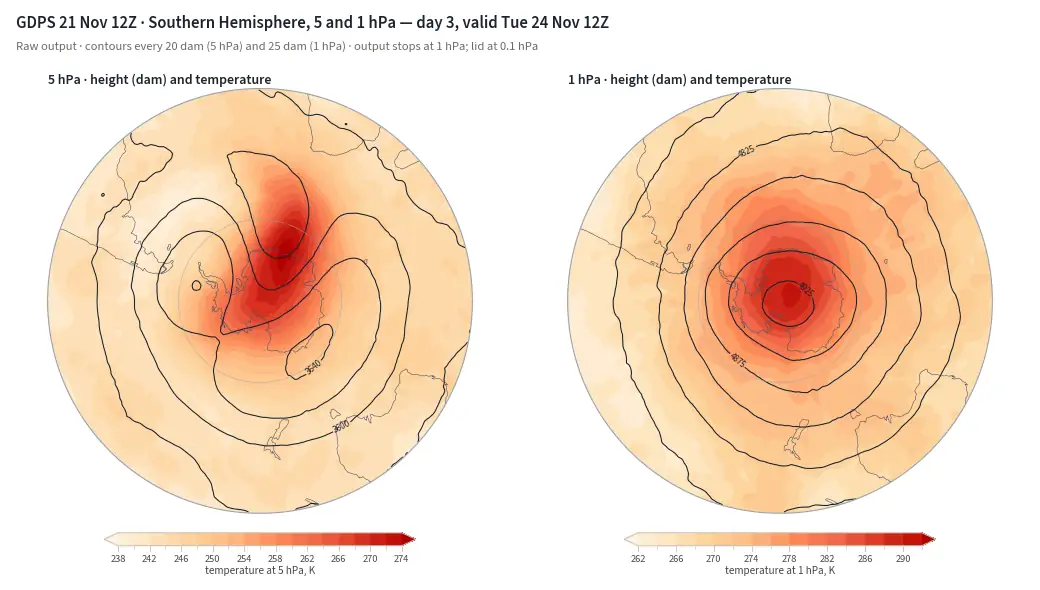 GDPS 21 Nov 12Z · Southern Hemisphere, 5 and 1 hPa — day 3, valid Tue 24 Nov 12Z
Raw output · contours every 20 dam (5 hPa) and 25 dam (1 hPa) · output stops at 1 hPa; lid at 0.1 hPa
5 hPa · height (dam) and temperature
1 hPa · height (dam) and temperature
4825
4925
3640
4875
3600
238 242 246 250 254 258 262 266 270 274
temperature at 5 hPa, K
262 266 270 274 278 282 286 290
temperature at 1 hPa, K